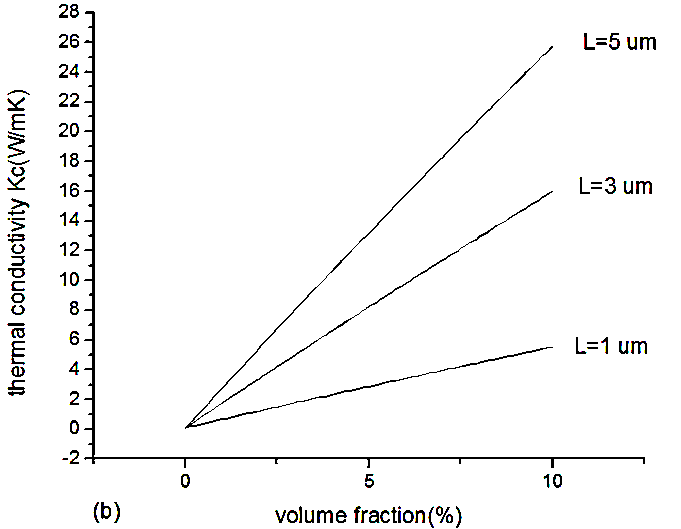 28
26
24
22
20
18
16
14
12
10
8
6
4
2
0
-2
thermal conductivity Kc(W/mK)
L=5 um
L=3 um
L=1 um
0 5 10
(b) volume fraction(%)